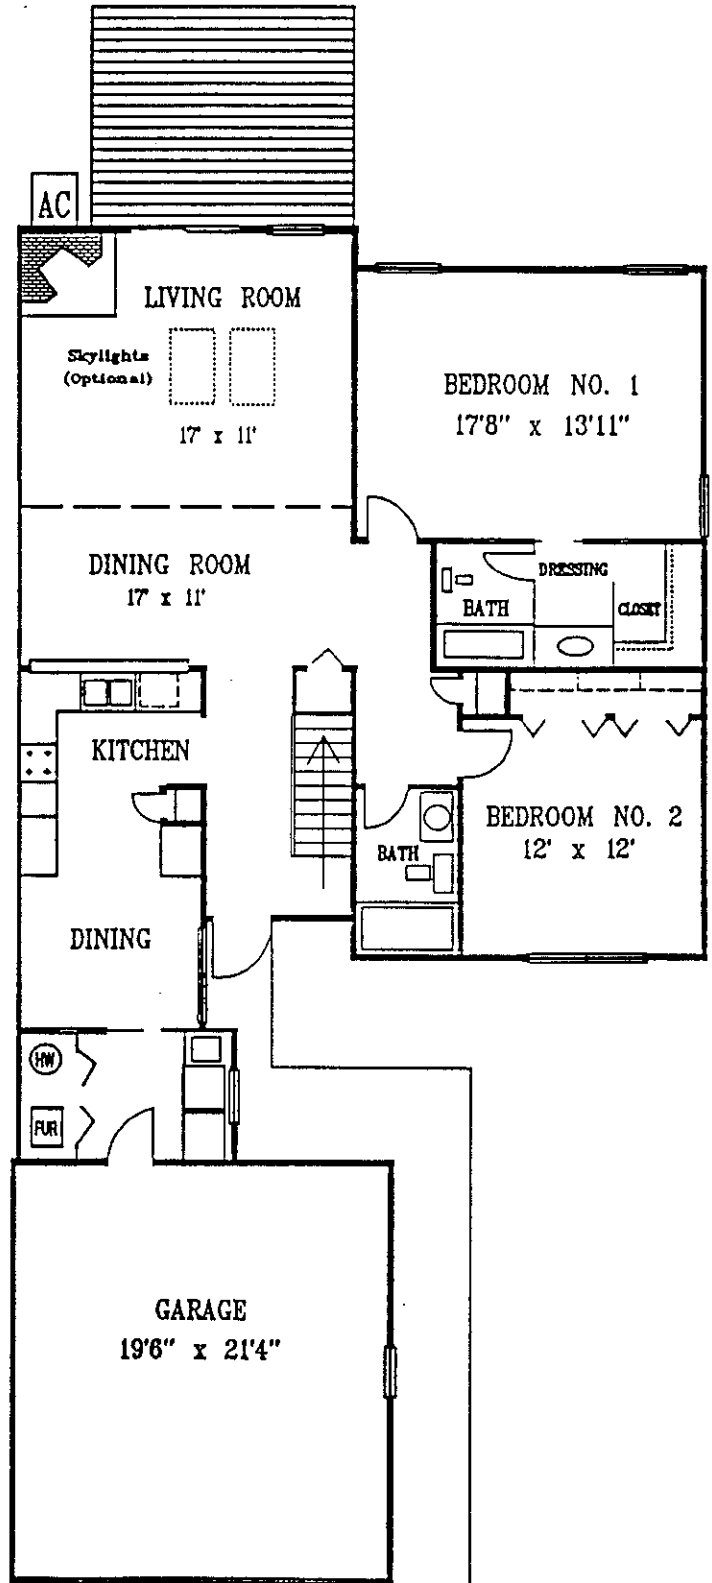 AC
LIVING ROOM
Skylights
(Optional)
17' x 11'
BEDROOM NO. 1
17'8" x 13'11"
DINING ROOM
17' x 11'
DRESSING
BATH
CLOSET
KITCHEN
BEDROOM NO. 2
12' x 12'
BATH
DINING
HW
FUR
GARAGE
19'6" x 21'4"